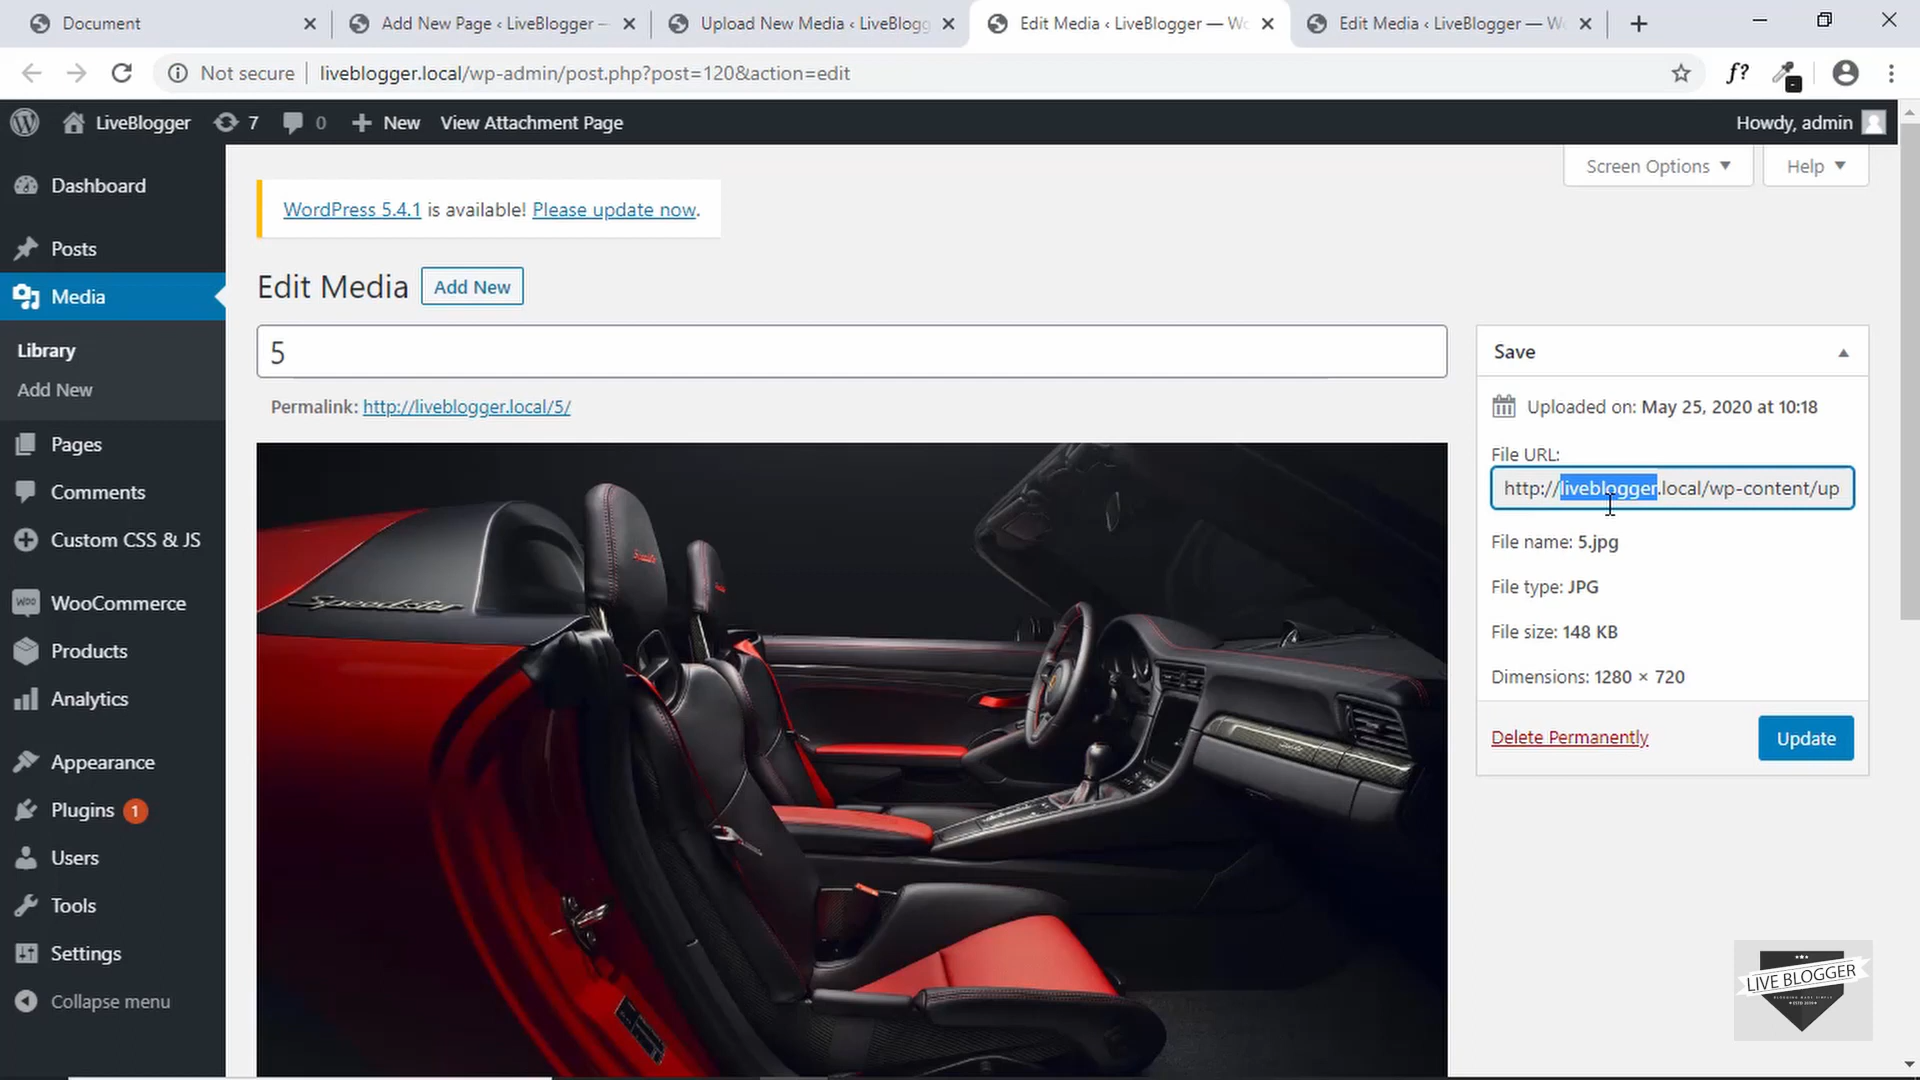 Document
Add New Page ‹ LiveBlogger —
Upload New Media ‹ LiveBlogg
Edit Media ‹ LiveBlogger — Wo
Edit Media ‹ LiveBlogger — Wo
Not secure
liveblogger.local/wp-admin/post.php?post=120&action=edit
f?
LiveBlogger
7
0
New
View Attachment Page
Howdy, admin
Screen Options
Help
Dashboard
Posts
Media
Library
Add New
Pages
Comments
Custom CSS & JS
WooCommerce
Products
Analytics
Appearance
Plugins 1
Users
Tools
Settings
Collapse menu
WordPress 5.4.1 is available! Please update now.
Edit Media
Add New
5
Permalink: http://liveblogger.local/5/
Speedster
Save
Uploaded on: May 25, 2020 at 10:18
File URL:
http://liveblogger.local/wp-content/up
File name: 5.jpg
File type: JPG
File size: 148 KB
Dimensions: 1280 × 720
Delete Permanently
Update
LIVE BLOGGER